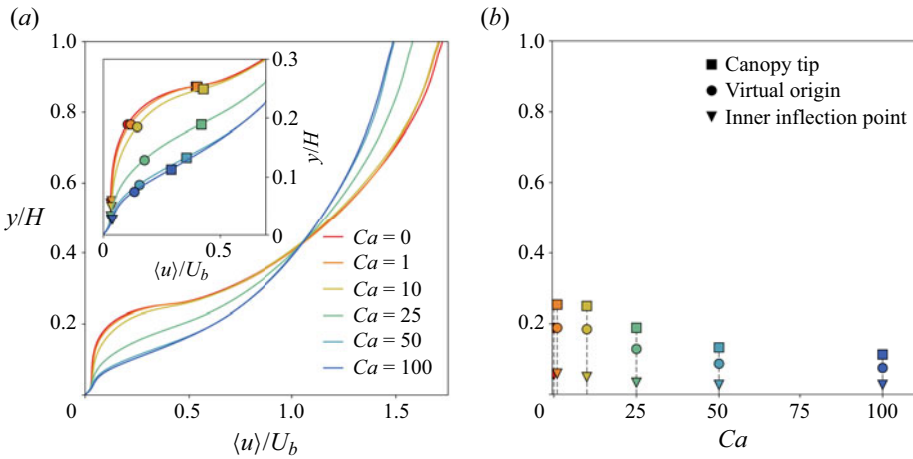 (a)
1.0
0.8
0.6
y/H
0.4
0.2
0
0.5
1.0
1.5
⟨u⟩/U_b
0.3
0.2
y/H
0.1
0
0
0.5
⟨u⟩/U_b
Ca = 0
Ca = 1
Ca = 10
Ca = 25
Ca = 50
Ca = 100
(b)
1.0
0.8
0.6
0.4
0.2
0
25
50
75
100
Ca
Canopy tip
Virtual origin
Inner inflection point